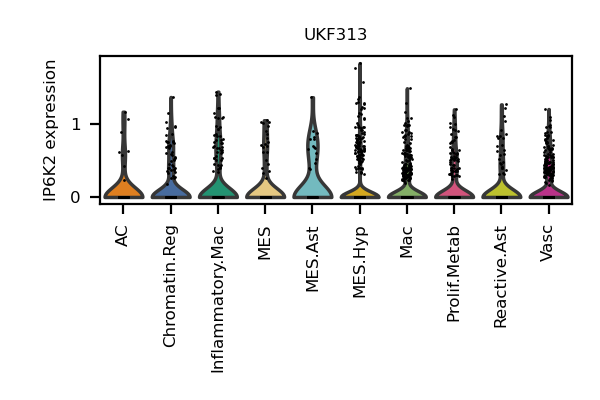 UKF313
IP6K2 expression
1
0
AC
Chromatin.Reg
Inflammatory.Mac
MES
MES.Ast
MES.Hyp
Mac
Prolif.Metab
Reactive.Ast
Vasc